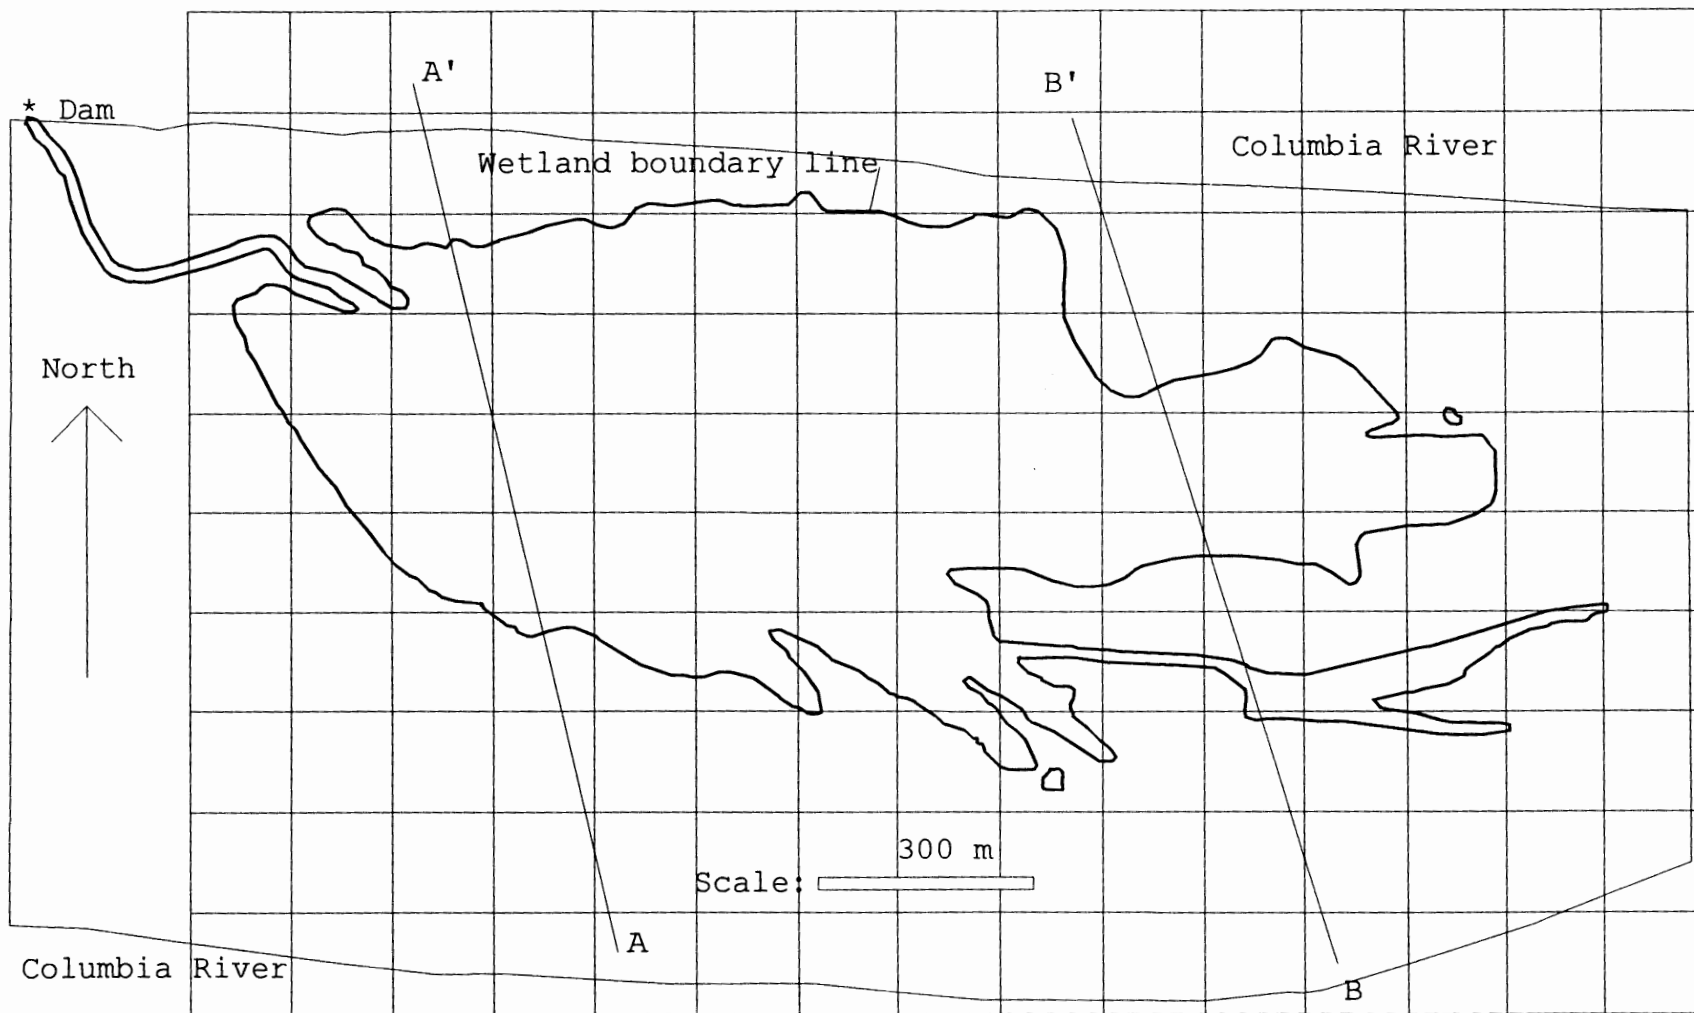 A'
B'
* Dam
Columbia River
Wetland boundary line
North
300 m
Scale:
A
Columbia River
B